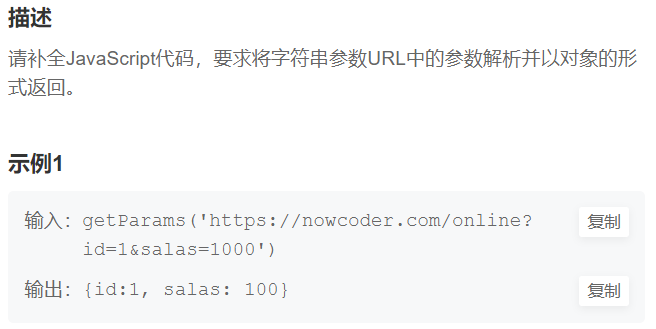 描述
请补全JavaScript代码，要求将字符串参数URL中的参数解析并以对象的形
式返回。
示例1
输入：getParams('https://nowcoder.com/online?
id=1&salas=1000')
复制
输出：{id:1, salas: 100}
复制